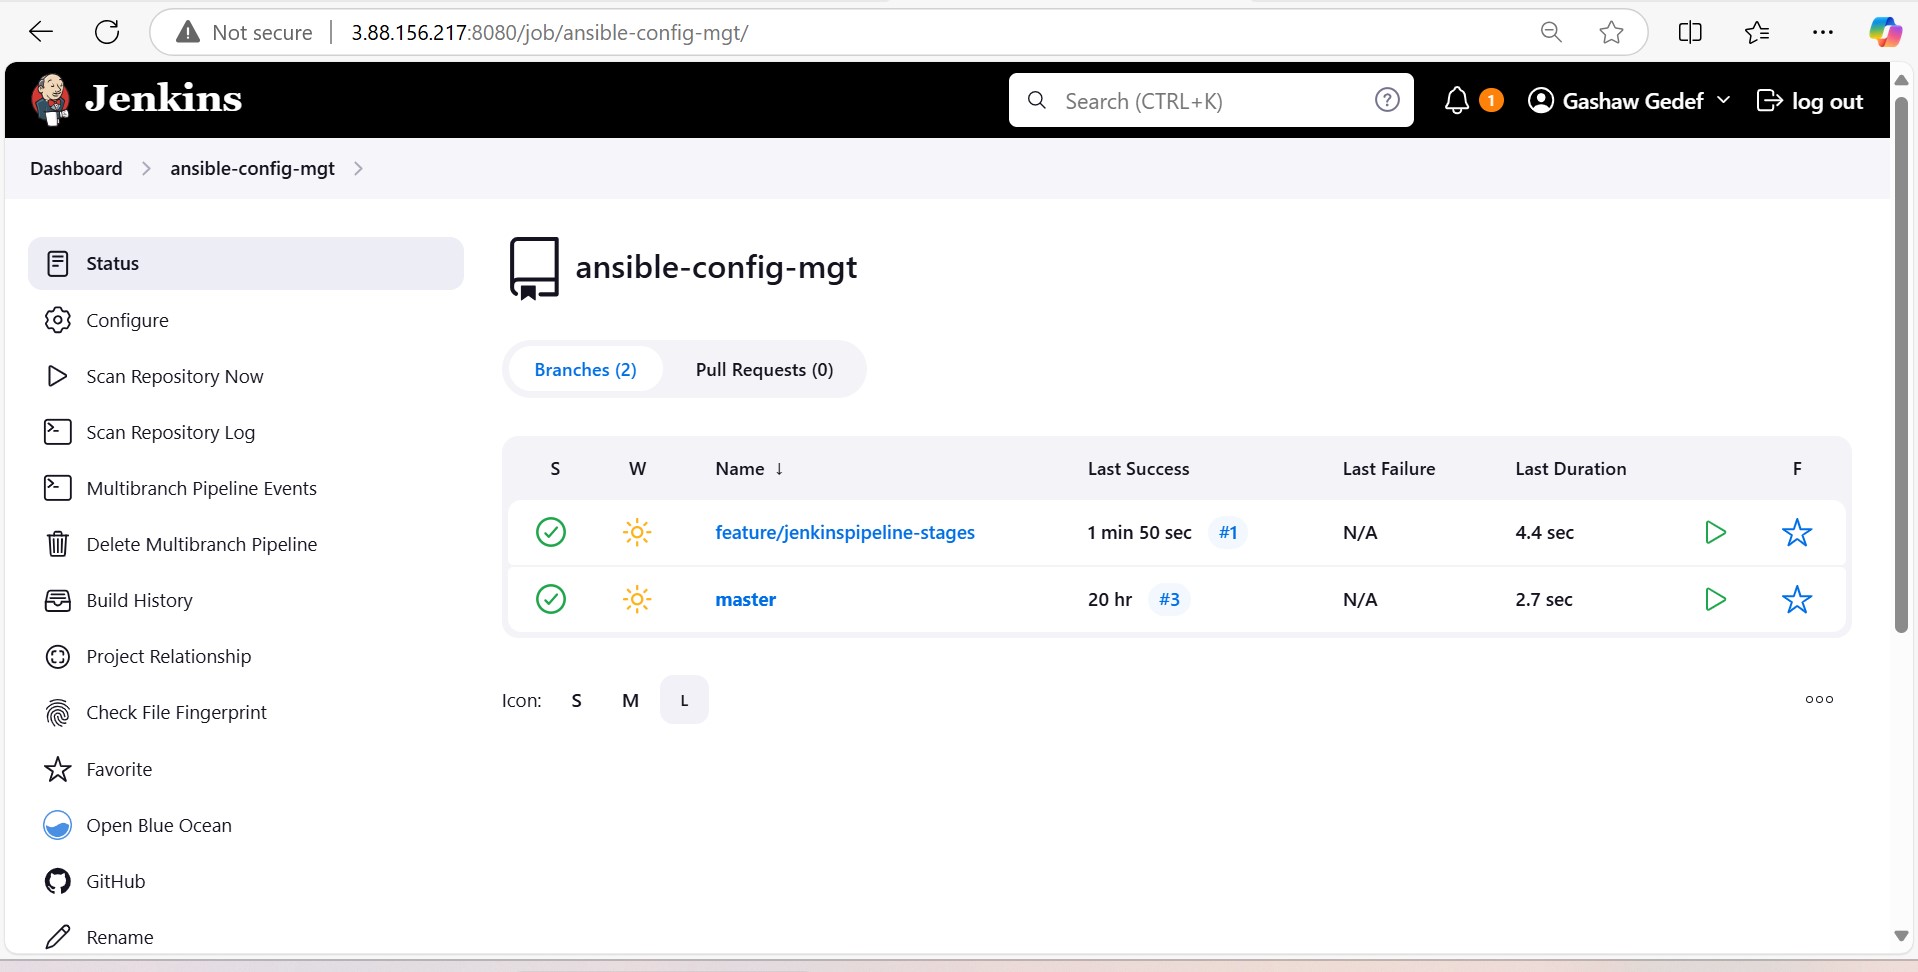 Not secure 3.88.156.217:8080/job/ansible-config-mgt/
Jenkins Search (CTRL+K) ? 1 Gashaw Gedef log out
Dashboard ansible-config-mgt
Status
Configure
Scan Repository Now
Scan Repository Log
Multibranch Pipeline Events
Delete Multibranch Pipeline
Build History
Project Relationship
Check File Fingerprint
Favorite
Open Blue Ocean
GitHub
Rename
ansible-config-mgt
Branches (2) Pull Requests (0)
S W Name ↓ Last Success Last Failure Last Duration F
feature/jenkinspipeline-stages 1 min 50 sec #1 N/A 4.4 sec
master 20 hr #3 N/A 2.7 sec
Icon: S M L